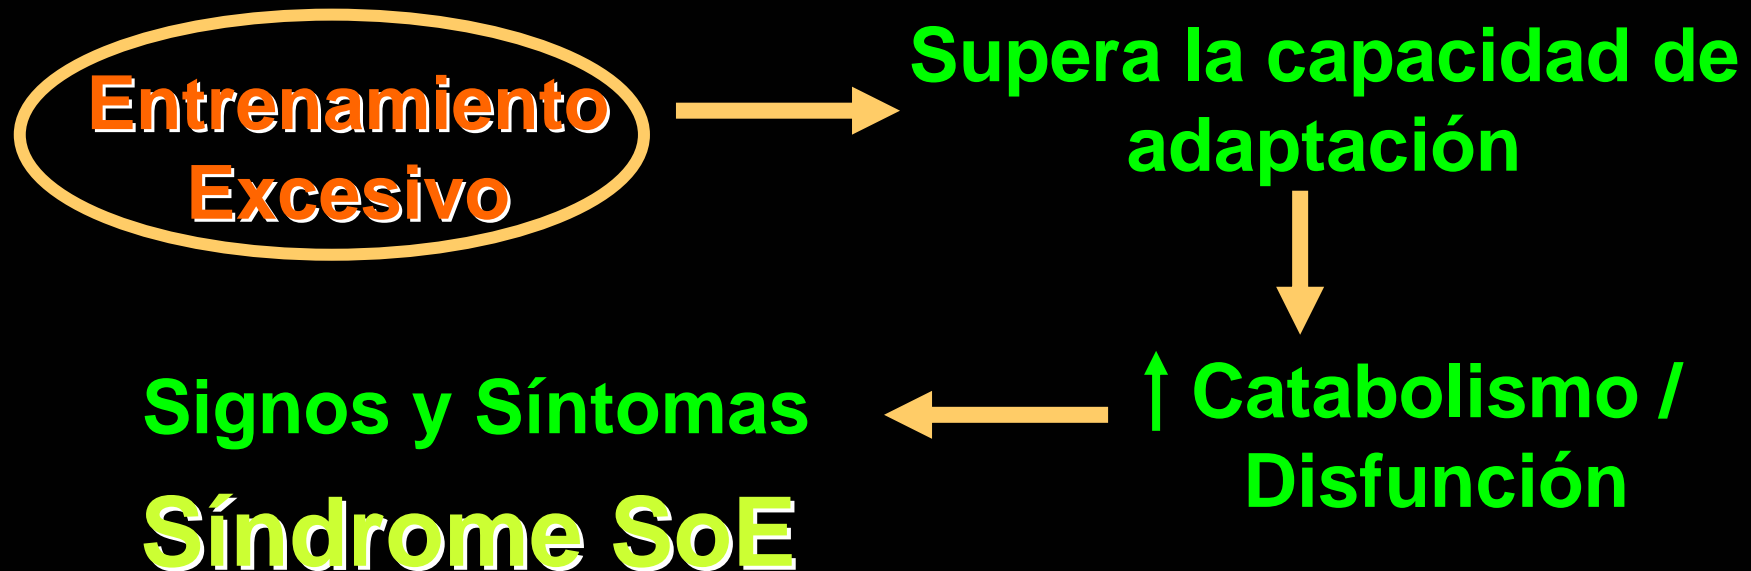 Entrenamiento
Excesivo
Supera la capacidad de
adaptación
Catabolismo /
Disfunción
Signos y Síntomas
Síndrome SoE